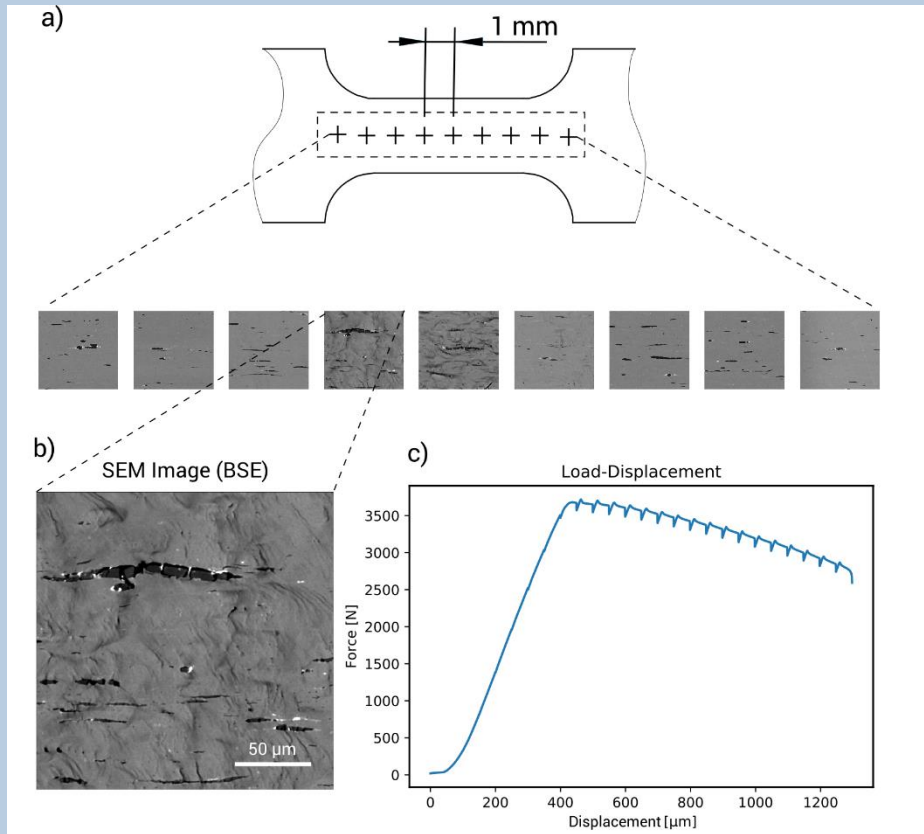 a)
1 mm
b)
SEM Image (BSE)
50 µm
c)
Load-Displacement
Force [N]
3500
3000
2500
2000
1500
1000
500
0
0 200 400 600 800 1000 1200
Displacement [µm]